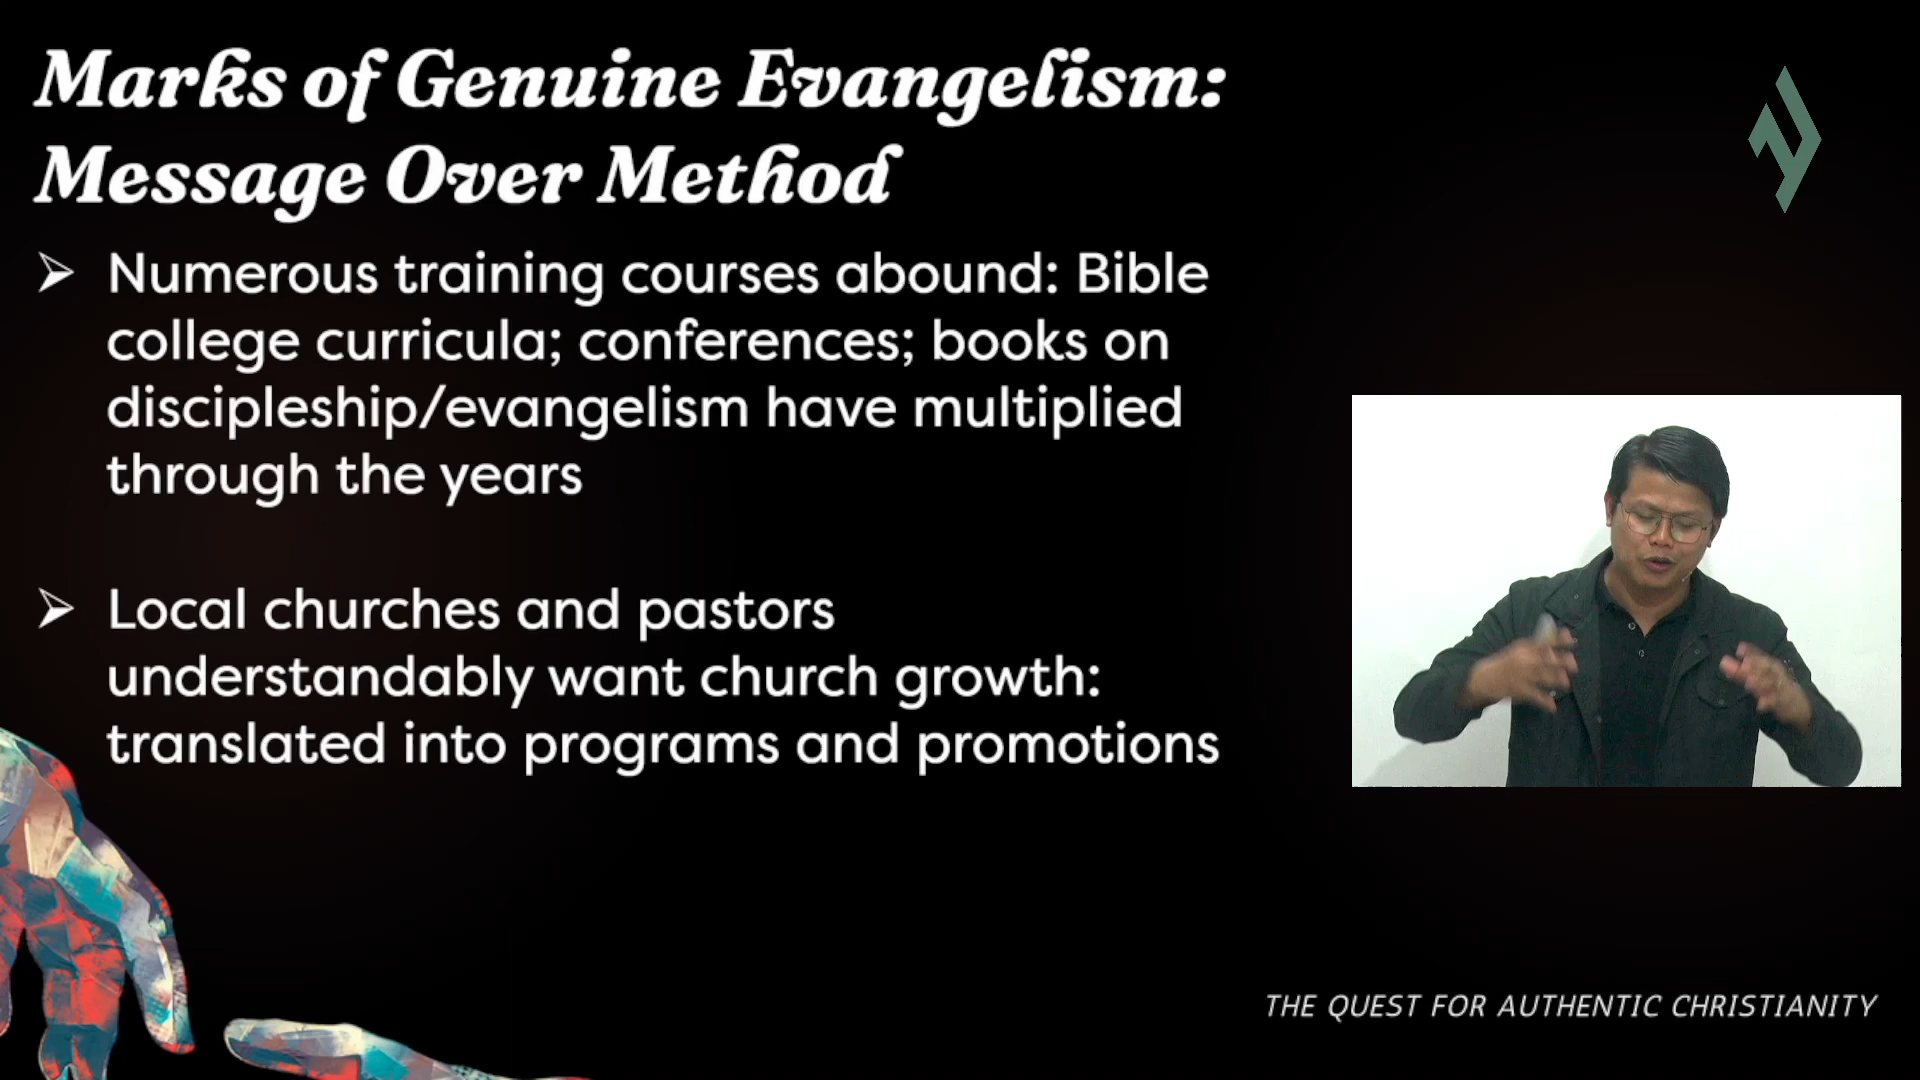 Marks of Genuine Evangelism:
Message Over Method
➢ Numerous training courses abound: Bible
college curricula; conferences; books on
discipleship/evangelism have multiplied
through the years
➢ Local churches and pastors
understandably want church growth:
translated into programs and promotions
THE QUEST FOR AUTHENTIC CHRISTIANITY